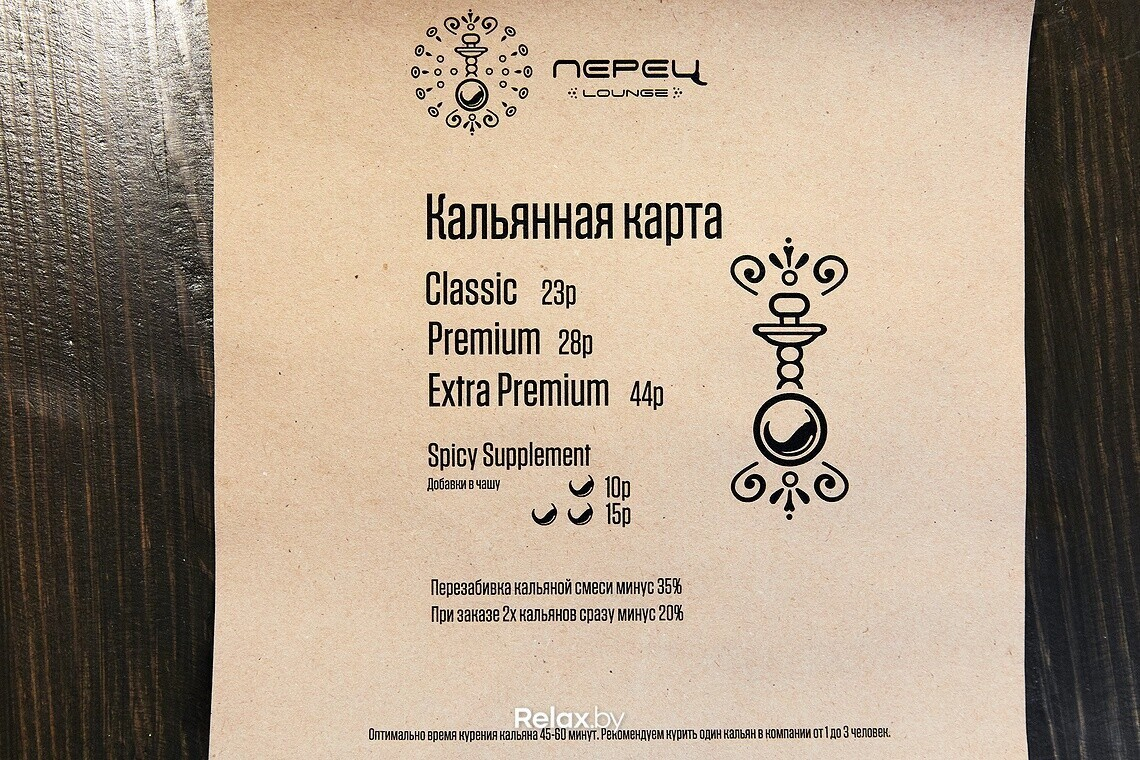 ПЕРЕЦ
LOUNGE
Кальянная карта
Classic 23р
Premium 28р
Extra Premium 44р
Spicy Supplement
Добавки в чашу 10р
15р
Перезабивка кальяной смеси минус 35%
При заказе 2х кальянов сразу минус 20%
Relax.by
Оптимально время курения кальяна 45-60 минут. Рекомендуем курить один кальян в компании от 1 до 3 человек.